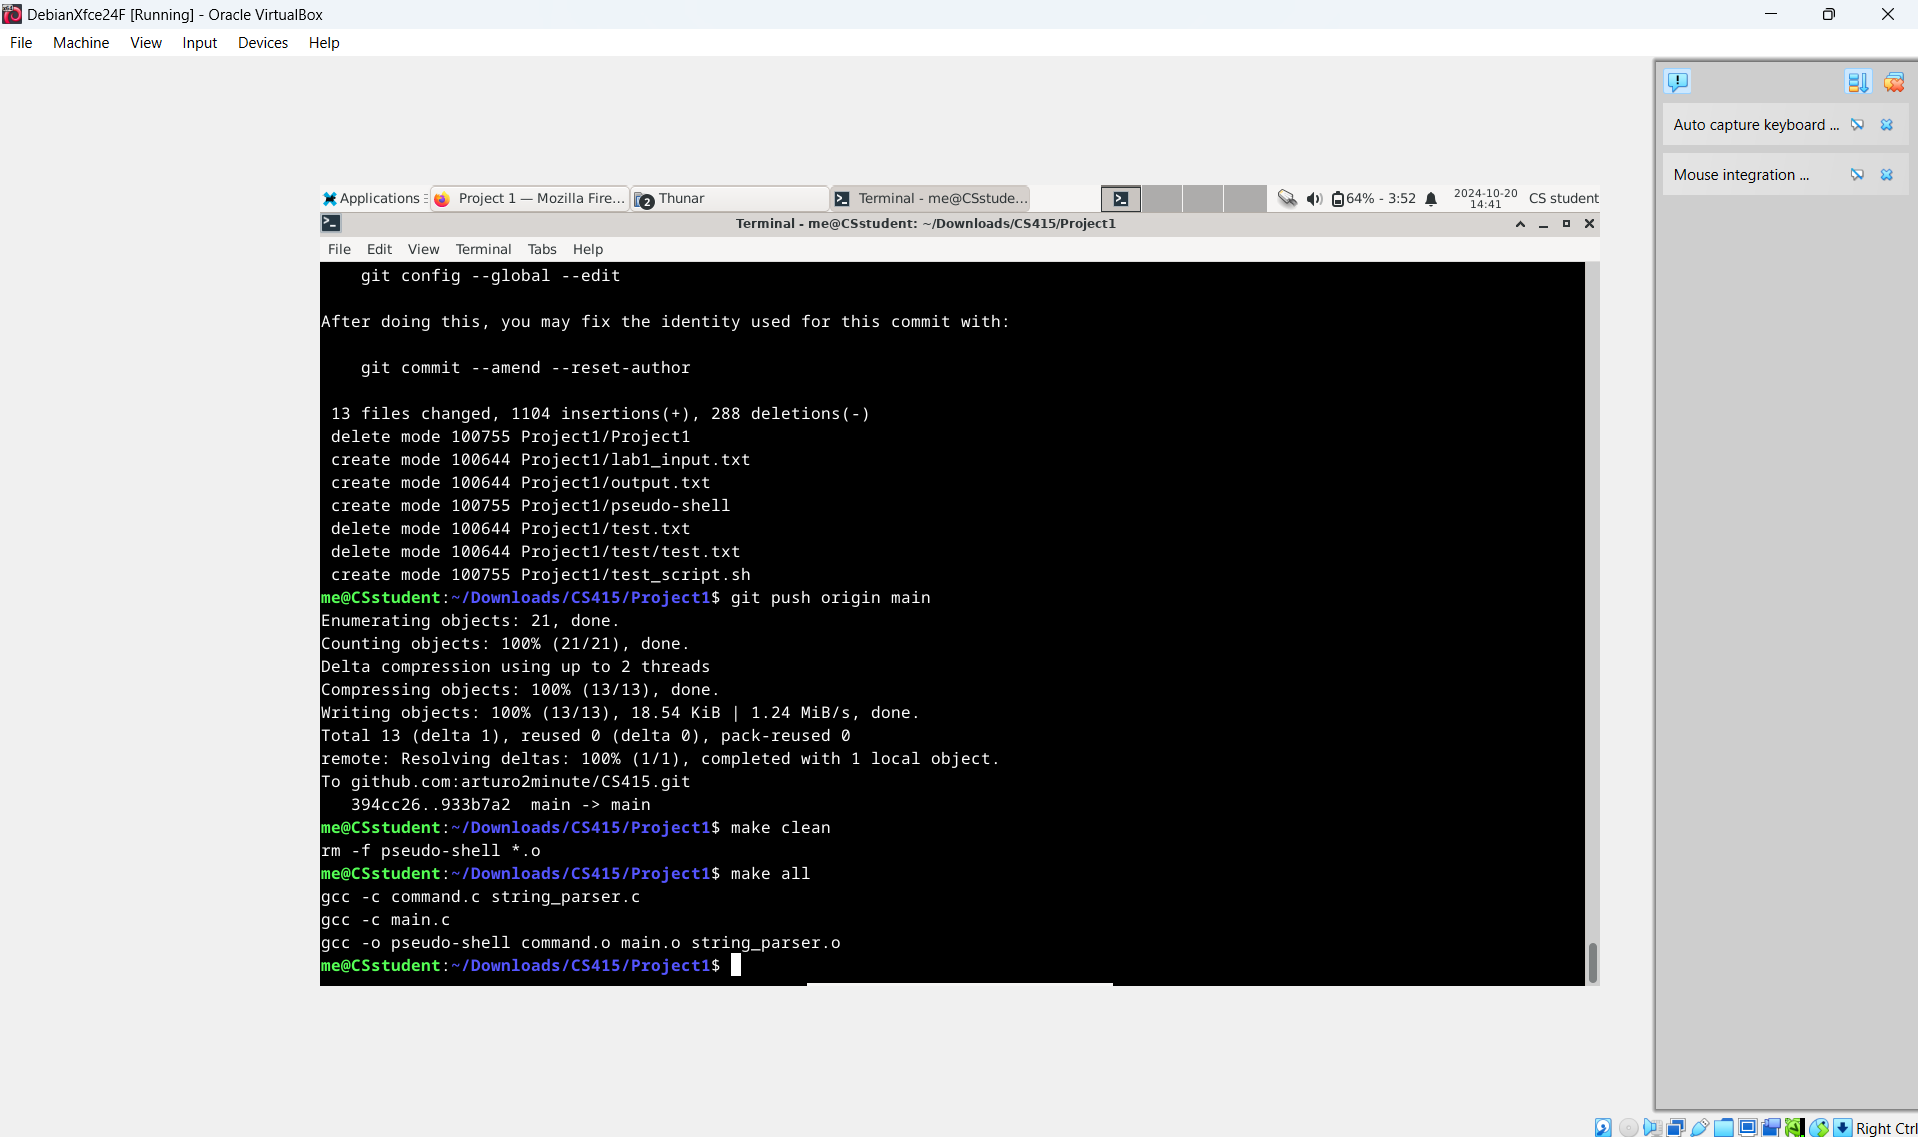 DebianXfce24F [Running] - Oracle VirtualBox
File Machine View Input Devices Help
Auto capture keyboard ...
Mouse integration ...
Applications Project 1 — Mozilla Fire... 2 Thunar Terminal - me@CSstude... 64% - 3:52 2024-10-20 14:41 CS student
Terminal - me@CSstudent: ~/Downloads/CS415/Project1
File Edit View Terminal Tabs Help
git config --global --edit
After doing this, you may fix the identity used for this commit with:
git commit --amend --reset-author
13 files changed, 1104 insertions(+), 288 deletions(-)
delete mode 100755 Project1/Project1
create mode 100644 Project1/lab1_input.txt
create mode 100644 Project1/output.txt
create mode 100755 Project1/pseudo-shell
delete mode 100644 Project1/test.txt
delete mode 100644 Project1/test/test.txt
create mode 100755 Project1/test_script.sh
me@CSstudent:~/Downloads/CS415/Project1$ git push origin main
Enumerating objects: 21, done.
Counting objects: 100% (21/21), done.
Delta compression using up to 2 threads
Compressing objects: 100% (13/13), done.
Writing objects: 100% (13/13), 18.54 KiB | 1.24 MiB/s, done.
Total 13 (delta 1), reused 0 (delta 0), pack-reused 0
remote: Resolving deltas: 100% (1/1), completed with 1 local object.
To github.com:arturo2minute/CS415.git
394cc26..933b7a2 main -> main
me@CSstudent:~/Downloads/CS415/Project1$ make clean
rm -f pseudo-shell *.o
me@CSstudent:~/Downloads/CS415/Project1$ make all
gcc -c command.c string_parser.c
gcc -c main.c
gcc -o pseudo-shell command.o main.o string_parser.o
me@CSstudent:~/Downloads/CS415/Project1$
Right Ctrl